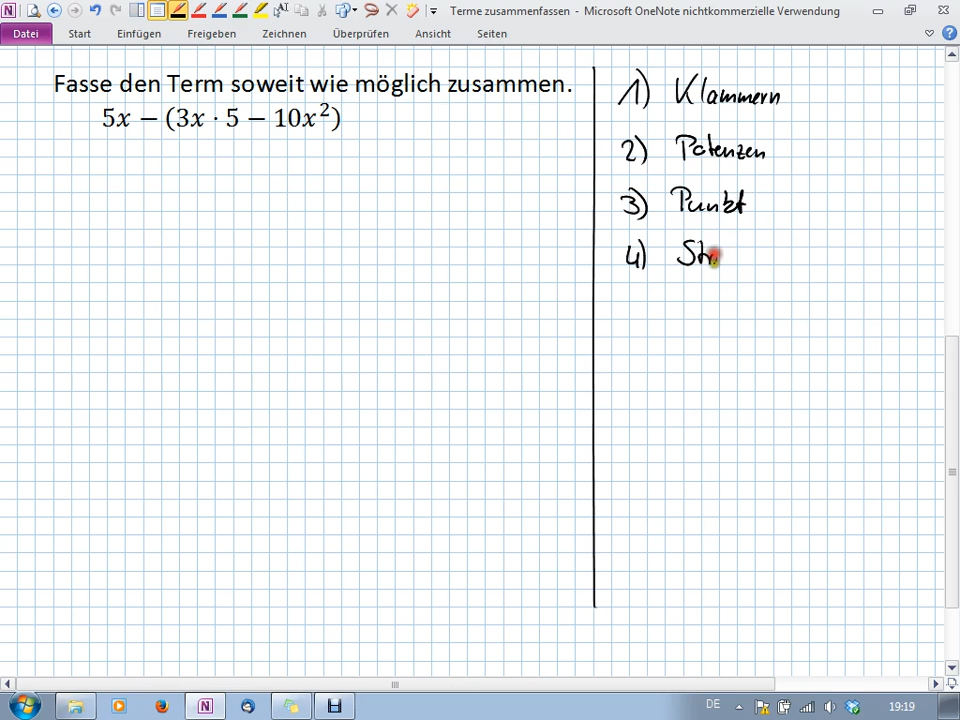 Terme zusammenfassen - Microsoft OneNote nichtkommerzielle Verwendung
Datei Start Einfügen Freigeben Zeichnen Überprüfen Ansicht Seiten
Fasse den Term soweit wie möglich zusammen.
5x − (3x · 5 − 10x²)
1) Klammern
2) Potenzen
3) Punkt
4) Str
DE 19:19